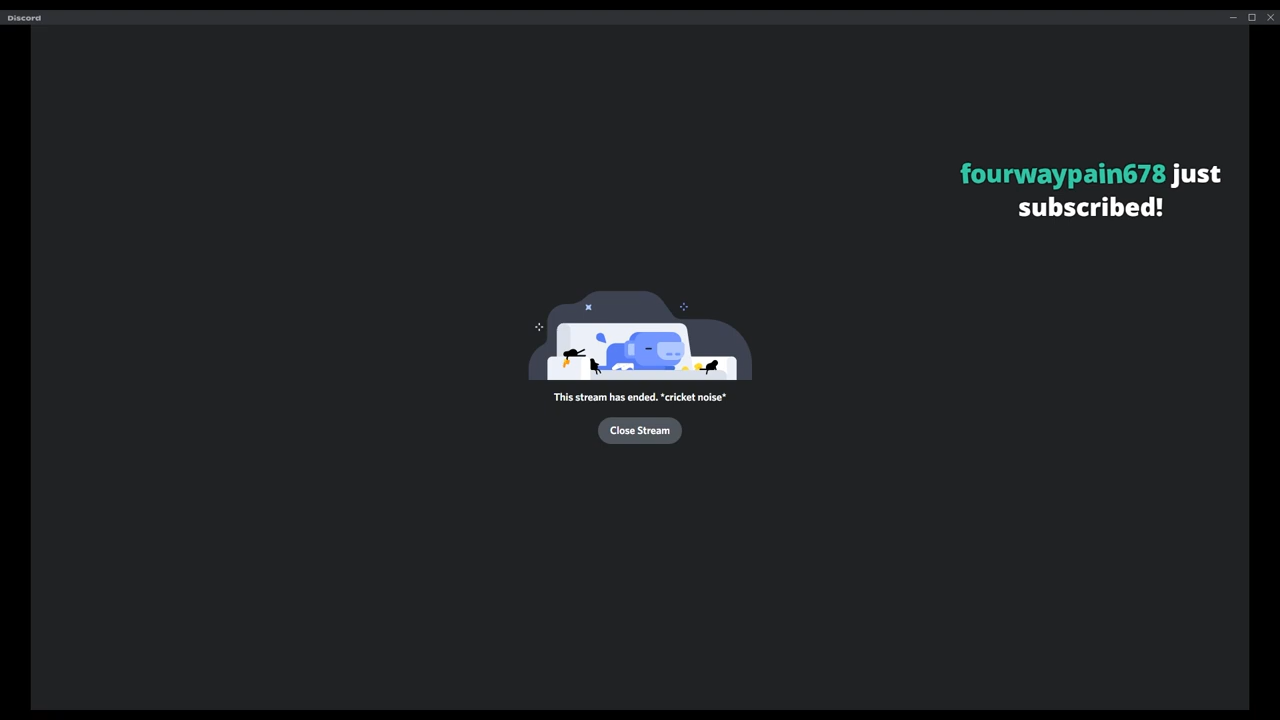 Discord
fourwaypain678 just
subscribed!
This stream has ended. *cricket noise*
Close Stream